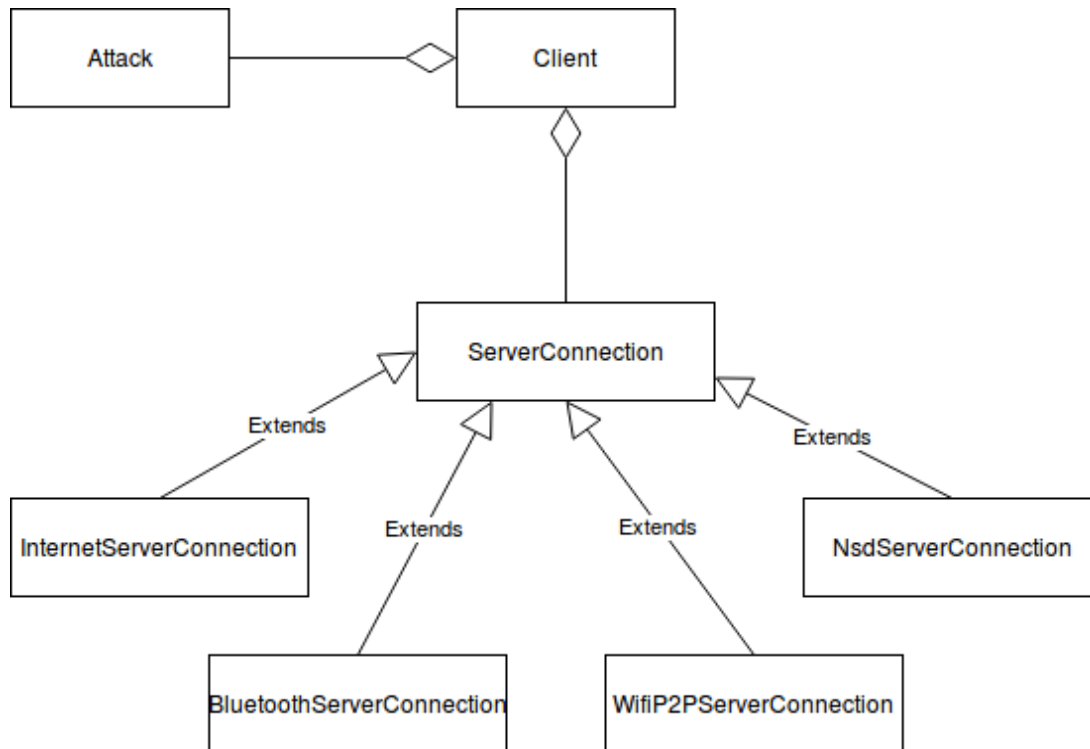 Attack
Client
ServerConnection
Extends
Extends
Extends
Extends
InternetServerConnection
NsdServerConnection
BluetoothServerConnection
WifiP2PServerConnection